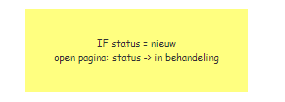 IF status = nieuw
open pagina: status -> in behandeling